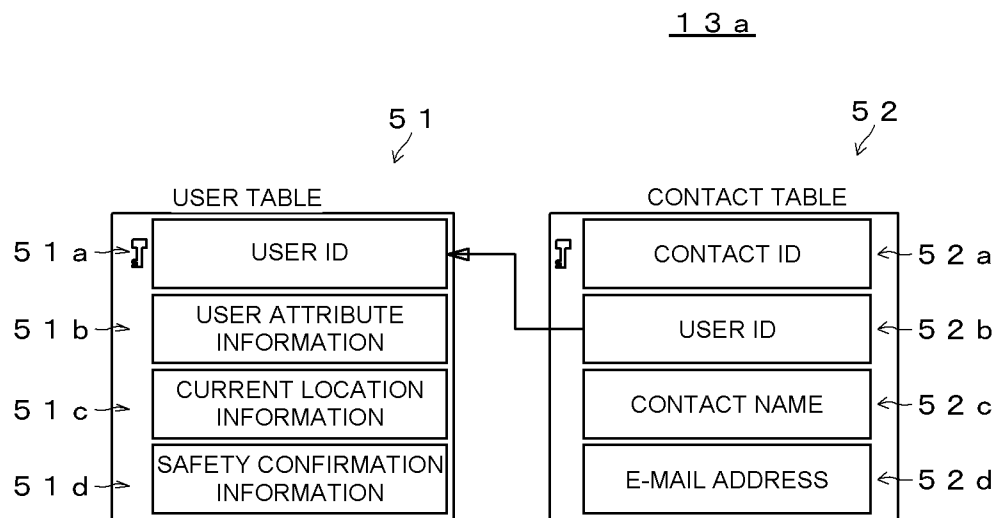 13a
51
52
USER TABLE
CONTACT TABLE
51a
USER ID
CONTACT ID
52a
51b
USER ATTRIBUTE
INFORMATION
USER ID
52b
51c
CURRENT LOCATION
INFORMATION
CONTACT NAME
52c
51d
SAFETY CONFIRMATION
INFORMATION
E-MAIL ADDRESS
52d